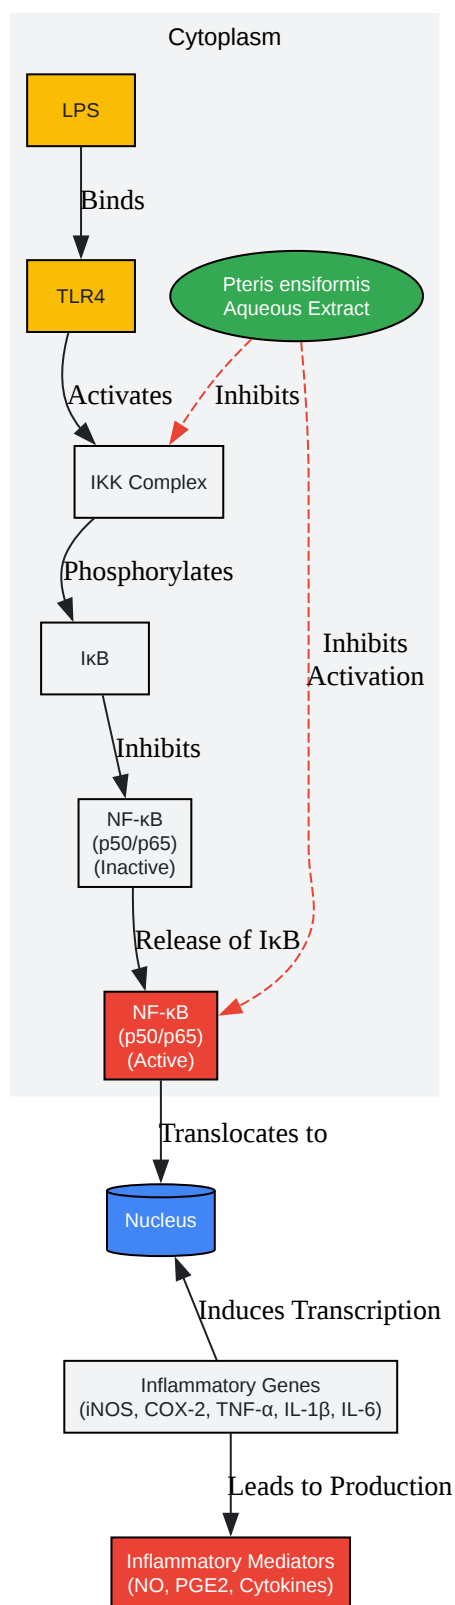 Cytoplasm
LPS
Binds
TLR4
Pteris ensiformis
Aqueous Extract
Activates
Inhibits
IKK Complex
Phosphorylates
IκB
Inhibits
Activation
Inhibits
NF-κB
(p50/p65)
(Inactive)
Release of IκB
NF-κB
(p50/p65)
(Active)
Translocates to
Nucleus
Induces Transcription
Inflammatory Genes
(iNOS, COX-2, TNF-α, IL-1β, IL-6)
Leads to Production
Inflammatory Mediators
(NO, PGE2, Cytokines)